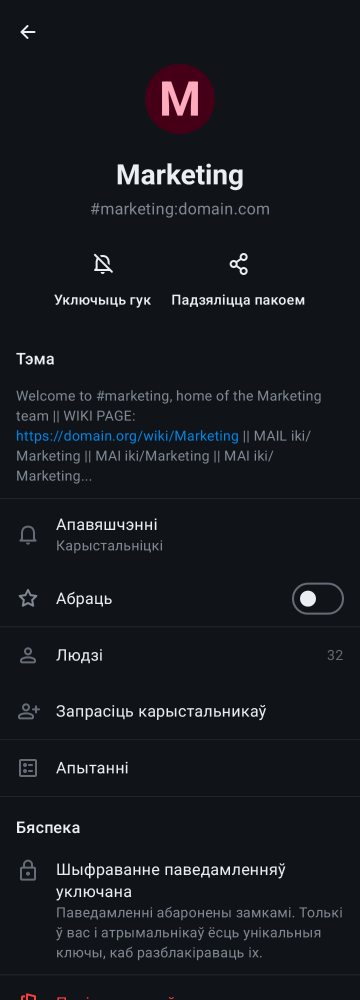 M
Marketing
#marketing:domain.com
Уключыць гук
Падзяліцца пакоем
Тэма
Welcome to #marketing, home of the Marketing
team || WIKI PAGE:
https://domain.org/wiki/Marketing || MAIL iki/
Marketing || MAI iki/Marketing || MAI iki/
Marketing...
Апавяшчэнні
Карыстальніцкі
Абраць
Людзі
32
Запрасіць карыстальнікаў
Апытанні
Бяспека
Шыфраванне паведамленняў
уключана
Паведамленні абаронены замкамі. Толькі
ў вас і атрымальнікаў ёсць унікальныя
ключы, каб разблакіраваць іх.